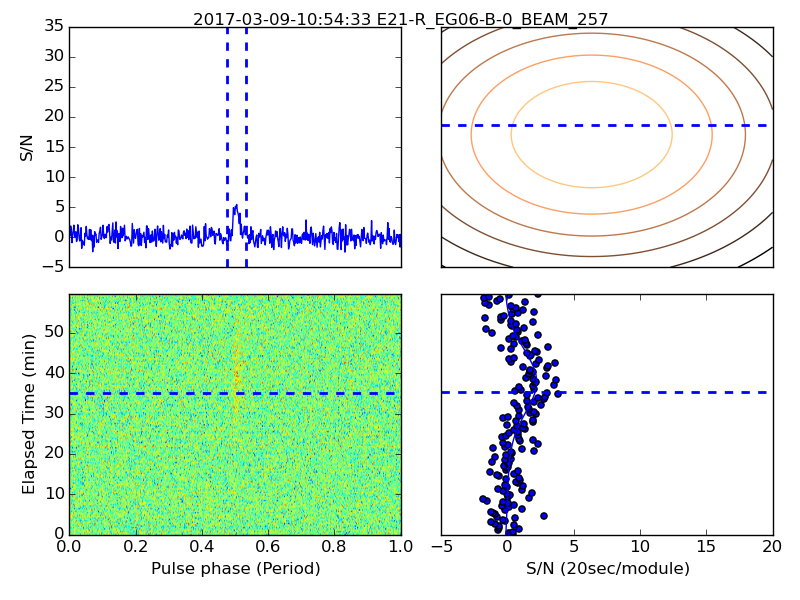 2017-03-09-10:54:33 E21-R_EG06-B-0_BEAM_257
35
30
25
20
15
10
5
0
−5
S/N
50
40
30
20
10
0
Elapsed Time (min)
0.0 0.2 0.4 0.6 0.8 1.0
Pulse phase (Period)
−5 0 5 10 15 20
S/N (20sec/module)